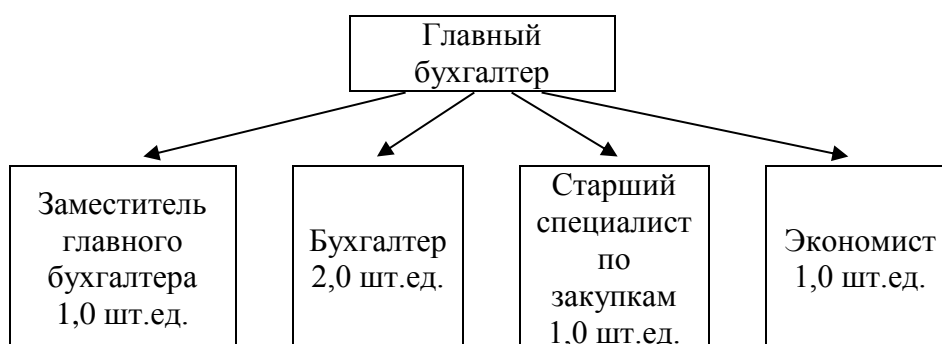 Главный
бухгалтер
Заместитель
главного
бухгалтера
1,0 шт.ед.
Бухгалтер
2,0 шт.ед.
Старший
специалист
по
закупкам
1,0 шт.ед.
Экономист
1,0 шт.ед.